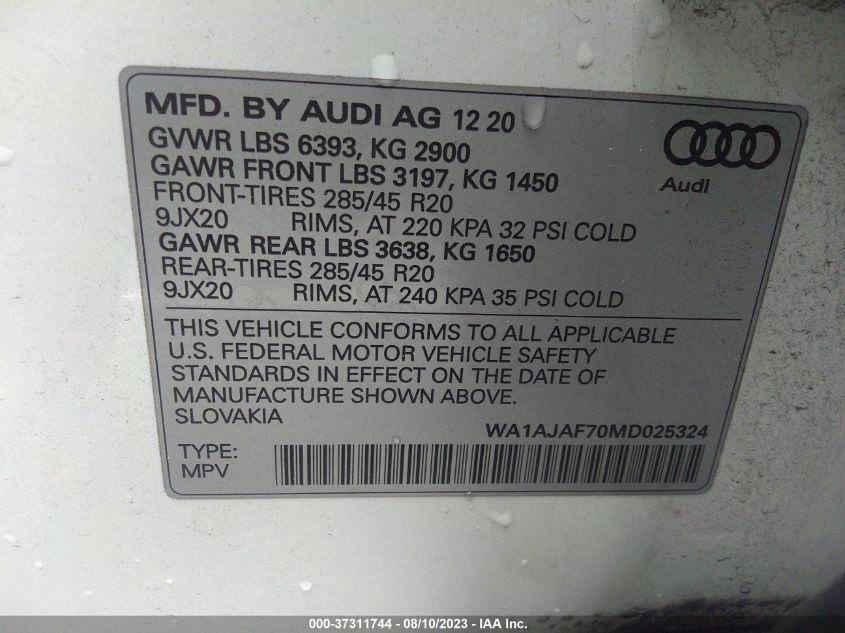 MFD. BY AUDI AG 12 20
GVWR LBS 6393, KG 2900
GAWR FRONT LBS 3197, KG 1450
FRONT-TIRES 285/45 R20
9JX20 RIMS, AT 220 KPA 32 PSI COLD
GAWR REAR LBS 3638, KG 1650
REAR-TIRES 285/45 R20
9JX20 RIMS, AT 240 KPA 35 PSI COLD
Audi
THIS VEHICLE CONFORMS TO ALL APPLICABLE
U.S. FEDERAL MOTOR VEHICLE SAFETY
STANDARDS IN EFFECT ON THE DATE OF
MANUFACTURE SHOWN ABOVE.
SLOVAKIA
WA1AJAF70MD025324
TYPE:
MPV
000-37311744 - 08/10/2023 - IAA Inc.